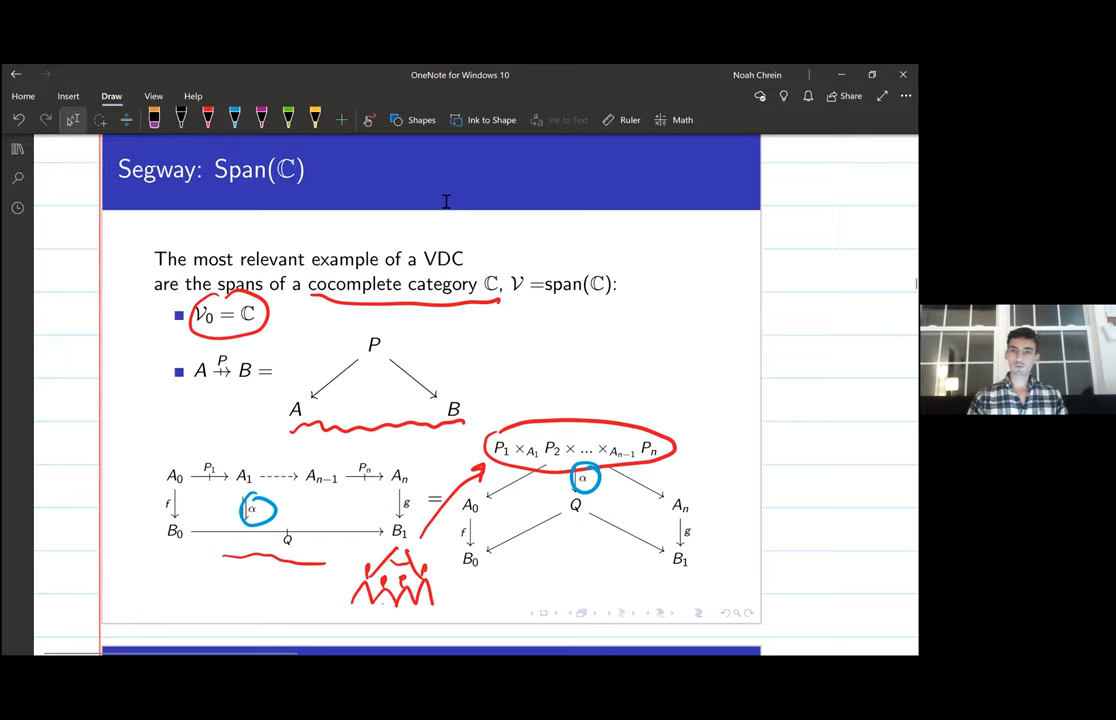 OneNote for Windows 10
Noah Chrein
Home Insert Draw View Help
Share
Shapes Ink to Shape Ink to Text Ruler Math
Segway: Span(ℂ)
The most relevant example of a VDC
are the spans of a cocomplete category ℂ, 𝒱 =span(ℂ):
𝒱₀ = ℂ
P
A ⇸ B =
P
A B
P₁ ×_{A₁} P₂ × ... ×_{A_{n−1}} P_n
P₁ P_n
A₀ A₁ A_{n−1} A_n
f α g
B₀ B₁
Q
=
α
A₀ Q A_n
f g
B₀ B₁